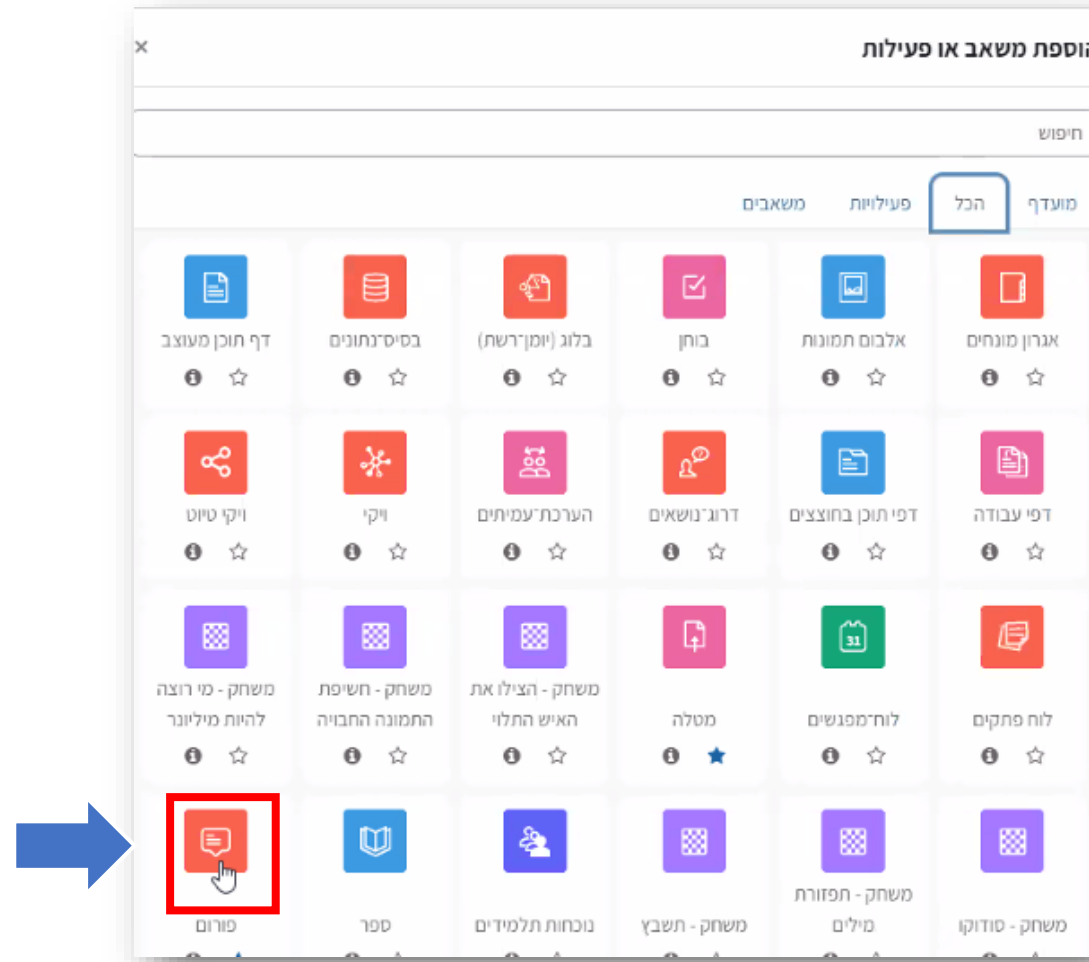 הוספת משאב או פעילות
חיפוש
מועדף הכל פעילויות משאבים
אגרון מונחים
אלבום תמונות
בוחן
בלוג (יומן־רשת)
בסיס־נתונים
דף תוכן מעוצב
דפי עבודה
דפי תוכן בחוצצים
דרוג־נושאים
הערכת־עמיתים
ויקי
ויקי טיוט
לוח פתקים
31
לוח־מפגשים
מטלה
משחק - הצילו את
האיש התלוי
משחק - חשיפת
התמונה החבויה
משחק - מי רוצה
להיות מיליונר
משחק - סודוקו
משחק - תפזורת
מילים
משחק - תשבץ
נוכחות תלמידים
ספר
פורום